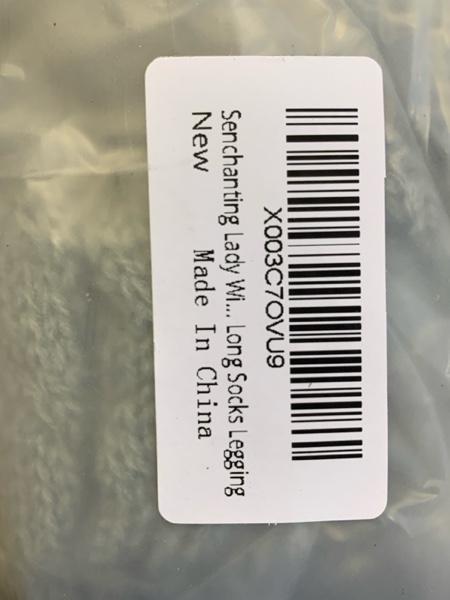 X003C7OVU9
Senchanting Lady Wi... Long Socks Legging
New Made In China